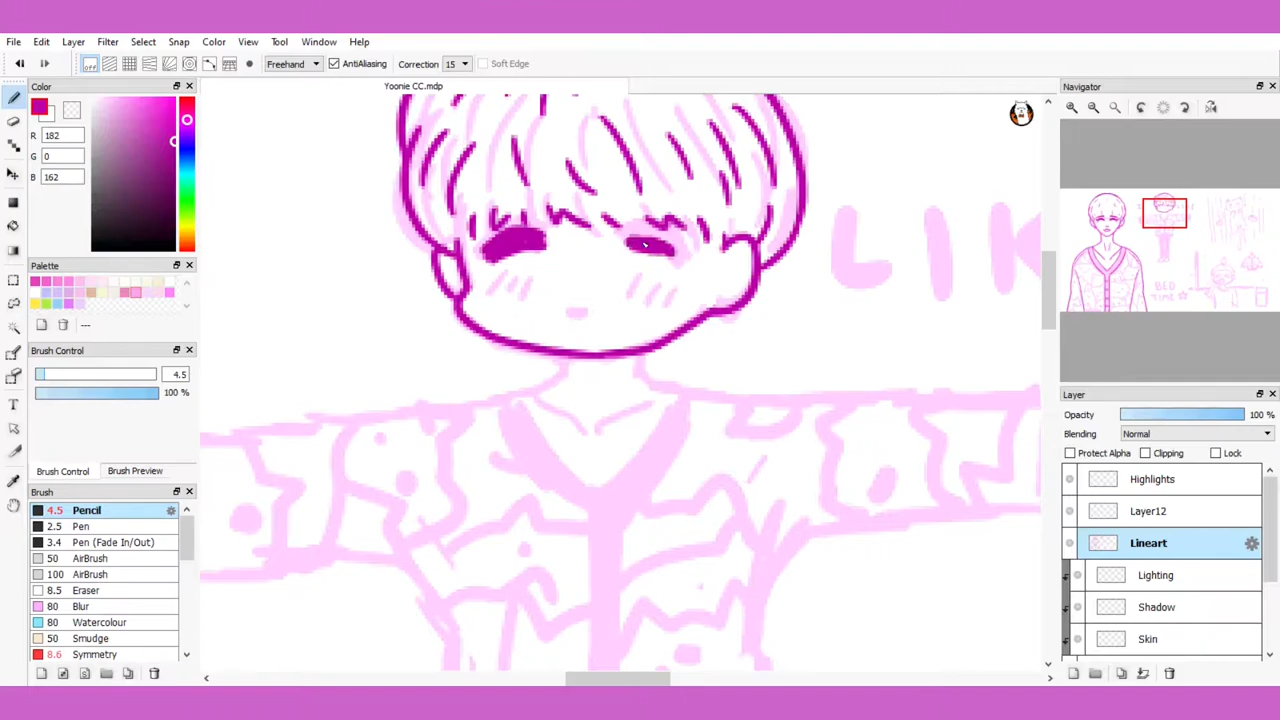 File Edit Layer Filter Select Snap Color View Tool Window Help
off Freehand AntiAliasing Correction 15 Soft Edge
Color
Yoonie CC.mdp
Navigator
R 182
G 0
B 162
LIK
BED
TIME
Palette
---
Brush Control
4.5
100 %
Brush Control Brush Preview
Brush
4.5 Pencil
2.5 Pen
3.4 Pen (Fade In/Out)
50 AirBrush
100 AirBrush
8.5 Eraser
80 Blur
80 Watercolour
50 Smudge
8.6 Symmetry
Layer
Opacity 100 %
Blending Normal
Protect Alpha Clipping Lock
Highlights
Layer12
Lineart
Lighting
Shadow
Skin